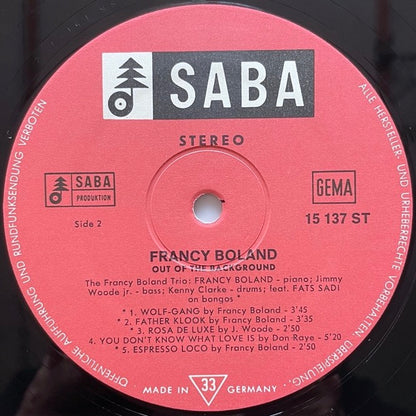 SABA
STEREO
SABA
PRODUKTION
GEMA
Side 2
15 137 ST
FRANCY BOLAND
OUT OF THE BACKGROUND
The Francy Boland Trio: FRANCY BOLAND - piano; Jimmy
Woode jr. - bass; Kenny Clarke - drums; feat. FATS SADI
on bongos *
* 1. WOLF-GANG by Francy Boland - 3'45
* 2. FATHER KLOOK by Francy Boland - 3'35
* 3. ROSA DE LUXE by J. Woode - 2'50
4. YOU DON'T KNOW WHAT LOVE IS by Don Raye - 5'20
* 5. ESPRESSO LOCO by Francy Boland - 2'50
MADE IN 33 GERMANY
ALLE HERSTELLER- UND URHEBERRECHTE VORBEHALTEN ÜBERSPIELUNG,
ÖFFENTLICHE AUFFÜHRUNG UND RUNDFUNKSENDUNG VERBOTEN